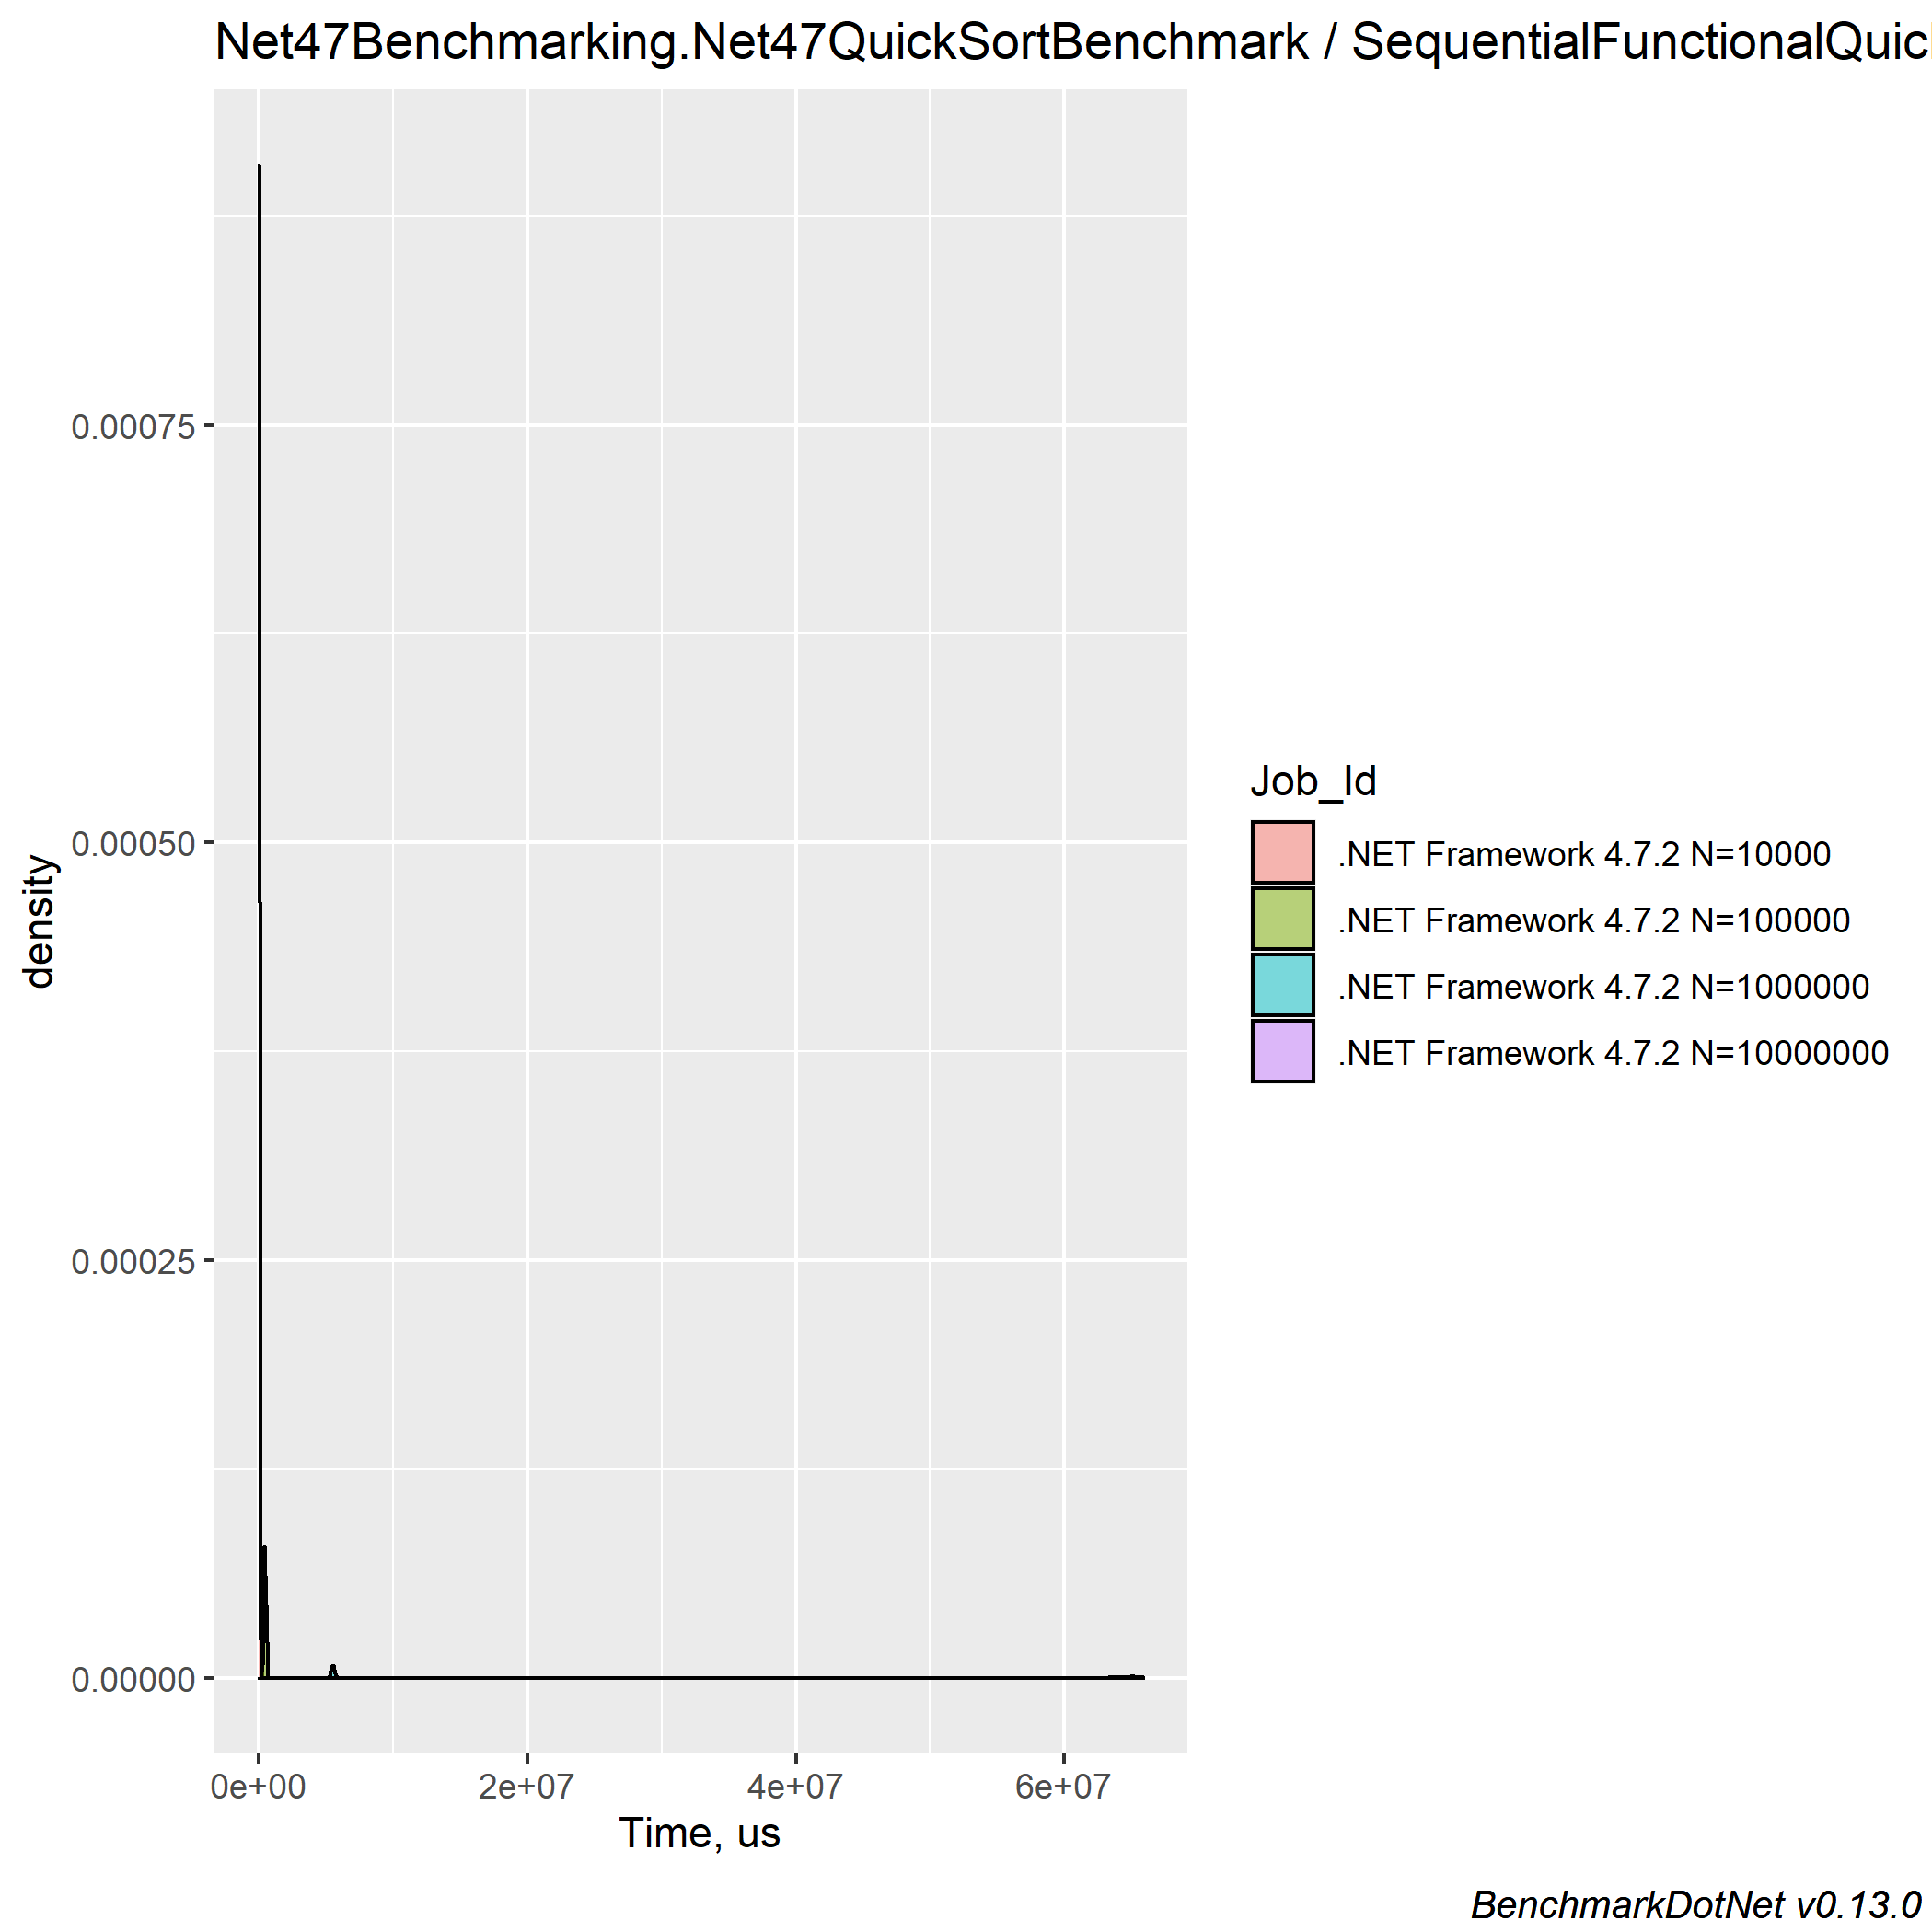 Net47Benchmarking.Net47QuickSortBenchmark / SequentialFunctionalQuic
density
0.00075
0.00050
0.00025
0.00000
0e+00 2e+07 4e+07 6e+07
Time, us
Job_Id
.NET Framework 4.7.2 N=10000
.NET Framework 4.7.2 N=100000
.NET Framework 4.7.2 N=1000000
.NET Framework 4.7.2 N=10000000
BenchmarkDotNet v0.13.0